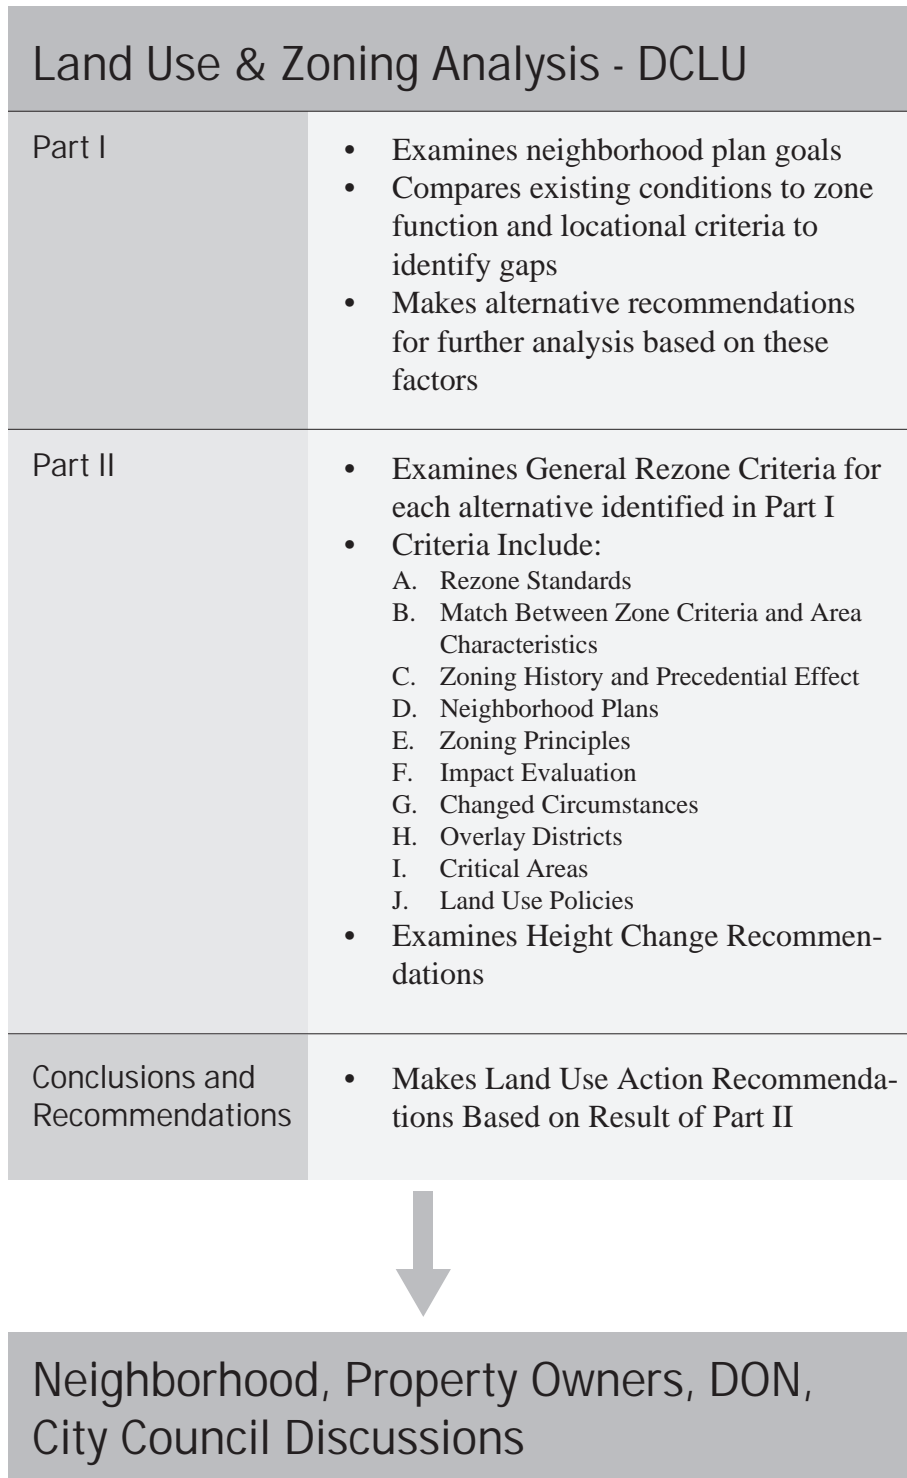 Land Use & Zoning Analysis - DCLU
Part I
• Examines neighborhood plan goals
• Compares existing conditions to zone
function and locational criteria to
identify gaps
• Makes alternative recommendations
for further analysis based on these
factors
Part II
• Examines General Rezone Criteria for
each alternative identified in Part I
• Criteria Include:
A. Rezone Standards
B. Match Between Zone Criteria and Area
Characteristics
C. Zoning History and Precedential Effect
D. Neighborhood Plans
E. Zoning Principles
F. Impact Evaluation
G. Changed Circumstances
H. Overlay Districts
I. Critical Areas
J. Land Use Policies
• Examines Height Change Recommen-
dations
Conclusions and
Recommendations
• Makes Land Use Action Recommenda-
tions Based on Result of Part II
Neighborhood, Property Owners, DON,
City Council Discussions